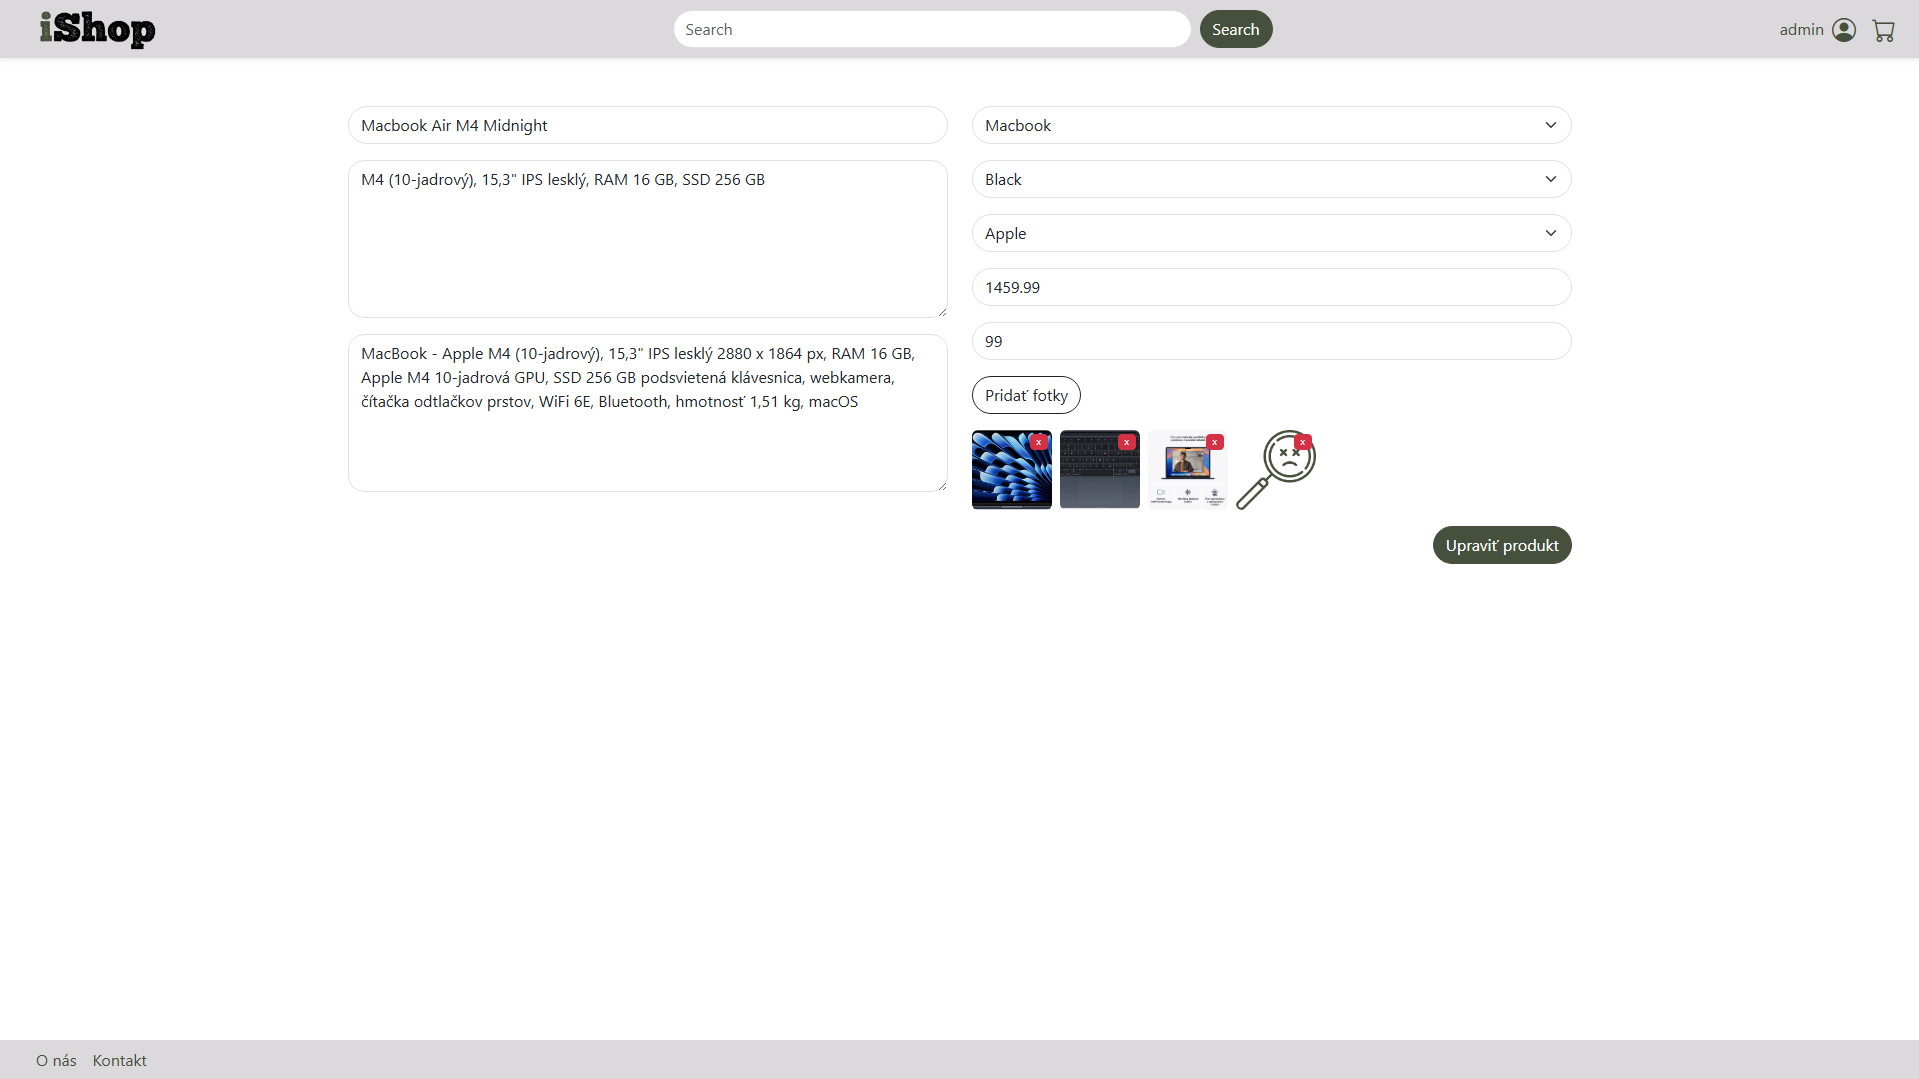 iShop
Search
Search
admin
Macbook Air M4 Midnight
M4 (10-jadrový), 15,3" IPS lesklý, RAM 16 GB, SSD 256 GB
MacBook - Apple M4 (10-jadrový), 15,3" IPS lesklý 2880 x 1864 px, RAM 16 GB,
Apple M4 10-jadrová GPU, SSD 256 GB podsvietená klávesnica, webkamera,
čítačka odtlačkov prstov, WiFi 6E, Bluetooth, hmotnosť 1,51 kg, macOS
Macbook
Black
Apple
1459.99
99
Pridať fotky
x
x
x
x
Upraviť produkt
O nás
Kontakt